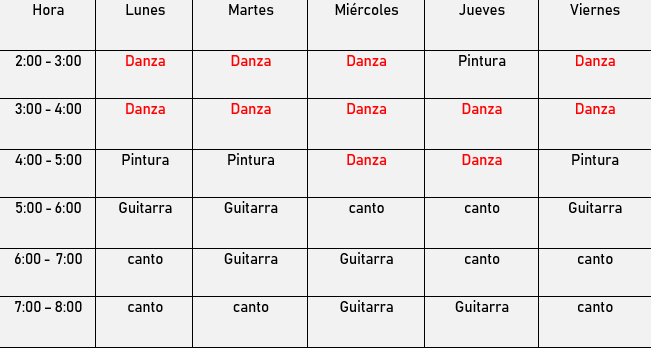 Hora Lunes Martes Miércoles Jueves Viernes
2:00 - 3:00 Danza Danza Danza Pintura Danza
3:00 - 4:00 Danza Danza Danza Danza Danza
4:00 - 5:00 Pintura Pintura Danza Danza Pintura
5:00 - 6:00 Guitarra Guitarra canto canto Guitarra
6:00 - 7:00 canto Guitarra Guitarra canto canto
7:00 – 8:00 canto canto Guitarra Guitarra canto